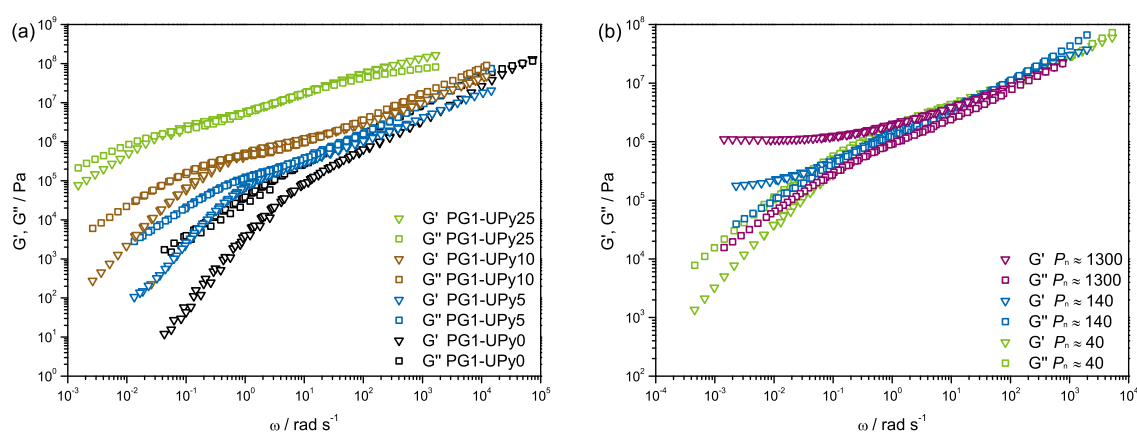 (a)
G', G'' / Pa
10⁹
10⁸
10⁷
10⁶
10⁵
10⁴
10³
10²
10¹
10⁰
G' PG1-UPy25
G'' PG1-UPy25
G' PG1-UPy10
G'' PG1-UPy10
G' PG1-UPy5
G'' PG1-UPy5
G' PG1-UPy0
G'' PG1-UPy0
10⁻³ 10⁻² 10⁻¹ 10⁰ 10¹ 10² 10³ 10⁴ 10⁵
ω / rad s⁻¹
(b)
G', G'' / Pa
10⁸
10⁷
10⁶
10⁵
10⁴
10³
10²
G' Pₙ ≈ 1300
G'' Pₙ ≈ 1300
G' Pₙ ≈ 140
G'' Pₙ ≈ 140
G' Pₙ ≈ 40
G'' Pₙ ≈ 40
10⁻⁴ 10⁻³ 10⁻² 10⁻¹ 10⁰ 10¹ 10² 10³ 10⁴
ω / rad s⁻¹